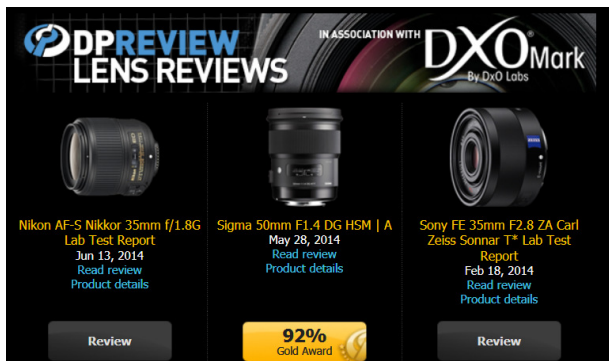 DPREVIEW
LENS REVIEWS
IN ASSOCIATION WITH
DXOMark
By DxO Labs
Nikon AF-S Nikkor 35mm f/1.8G
Lab Test Report
Jun 13, 2014
Read review
Product details
Review
Sigma 50mm F1.4 DG HSM | A
May 28, 2014
Read review
Product details
92%
Gold Award
Sony FE 35mm F2.8 ZA Carl
Zeiss Sonnar T* Lab Test
Report
Feb 18, 2014
Read review
Product details
Review